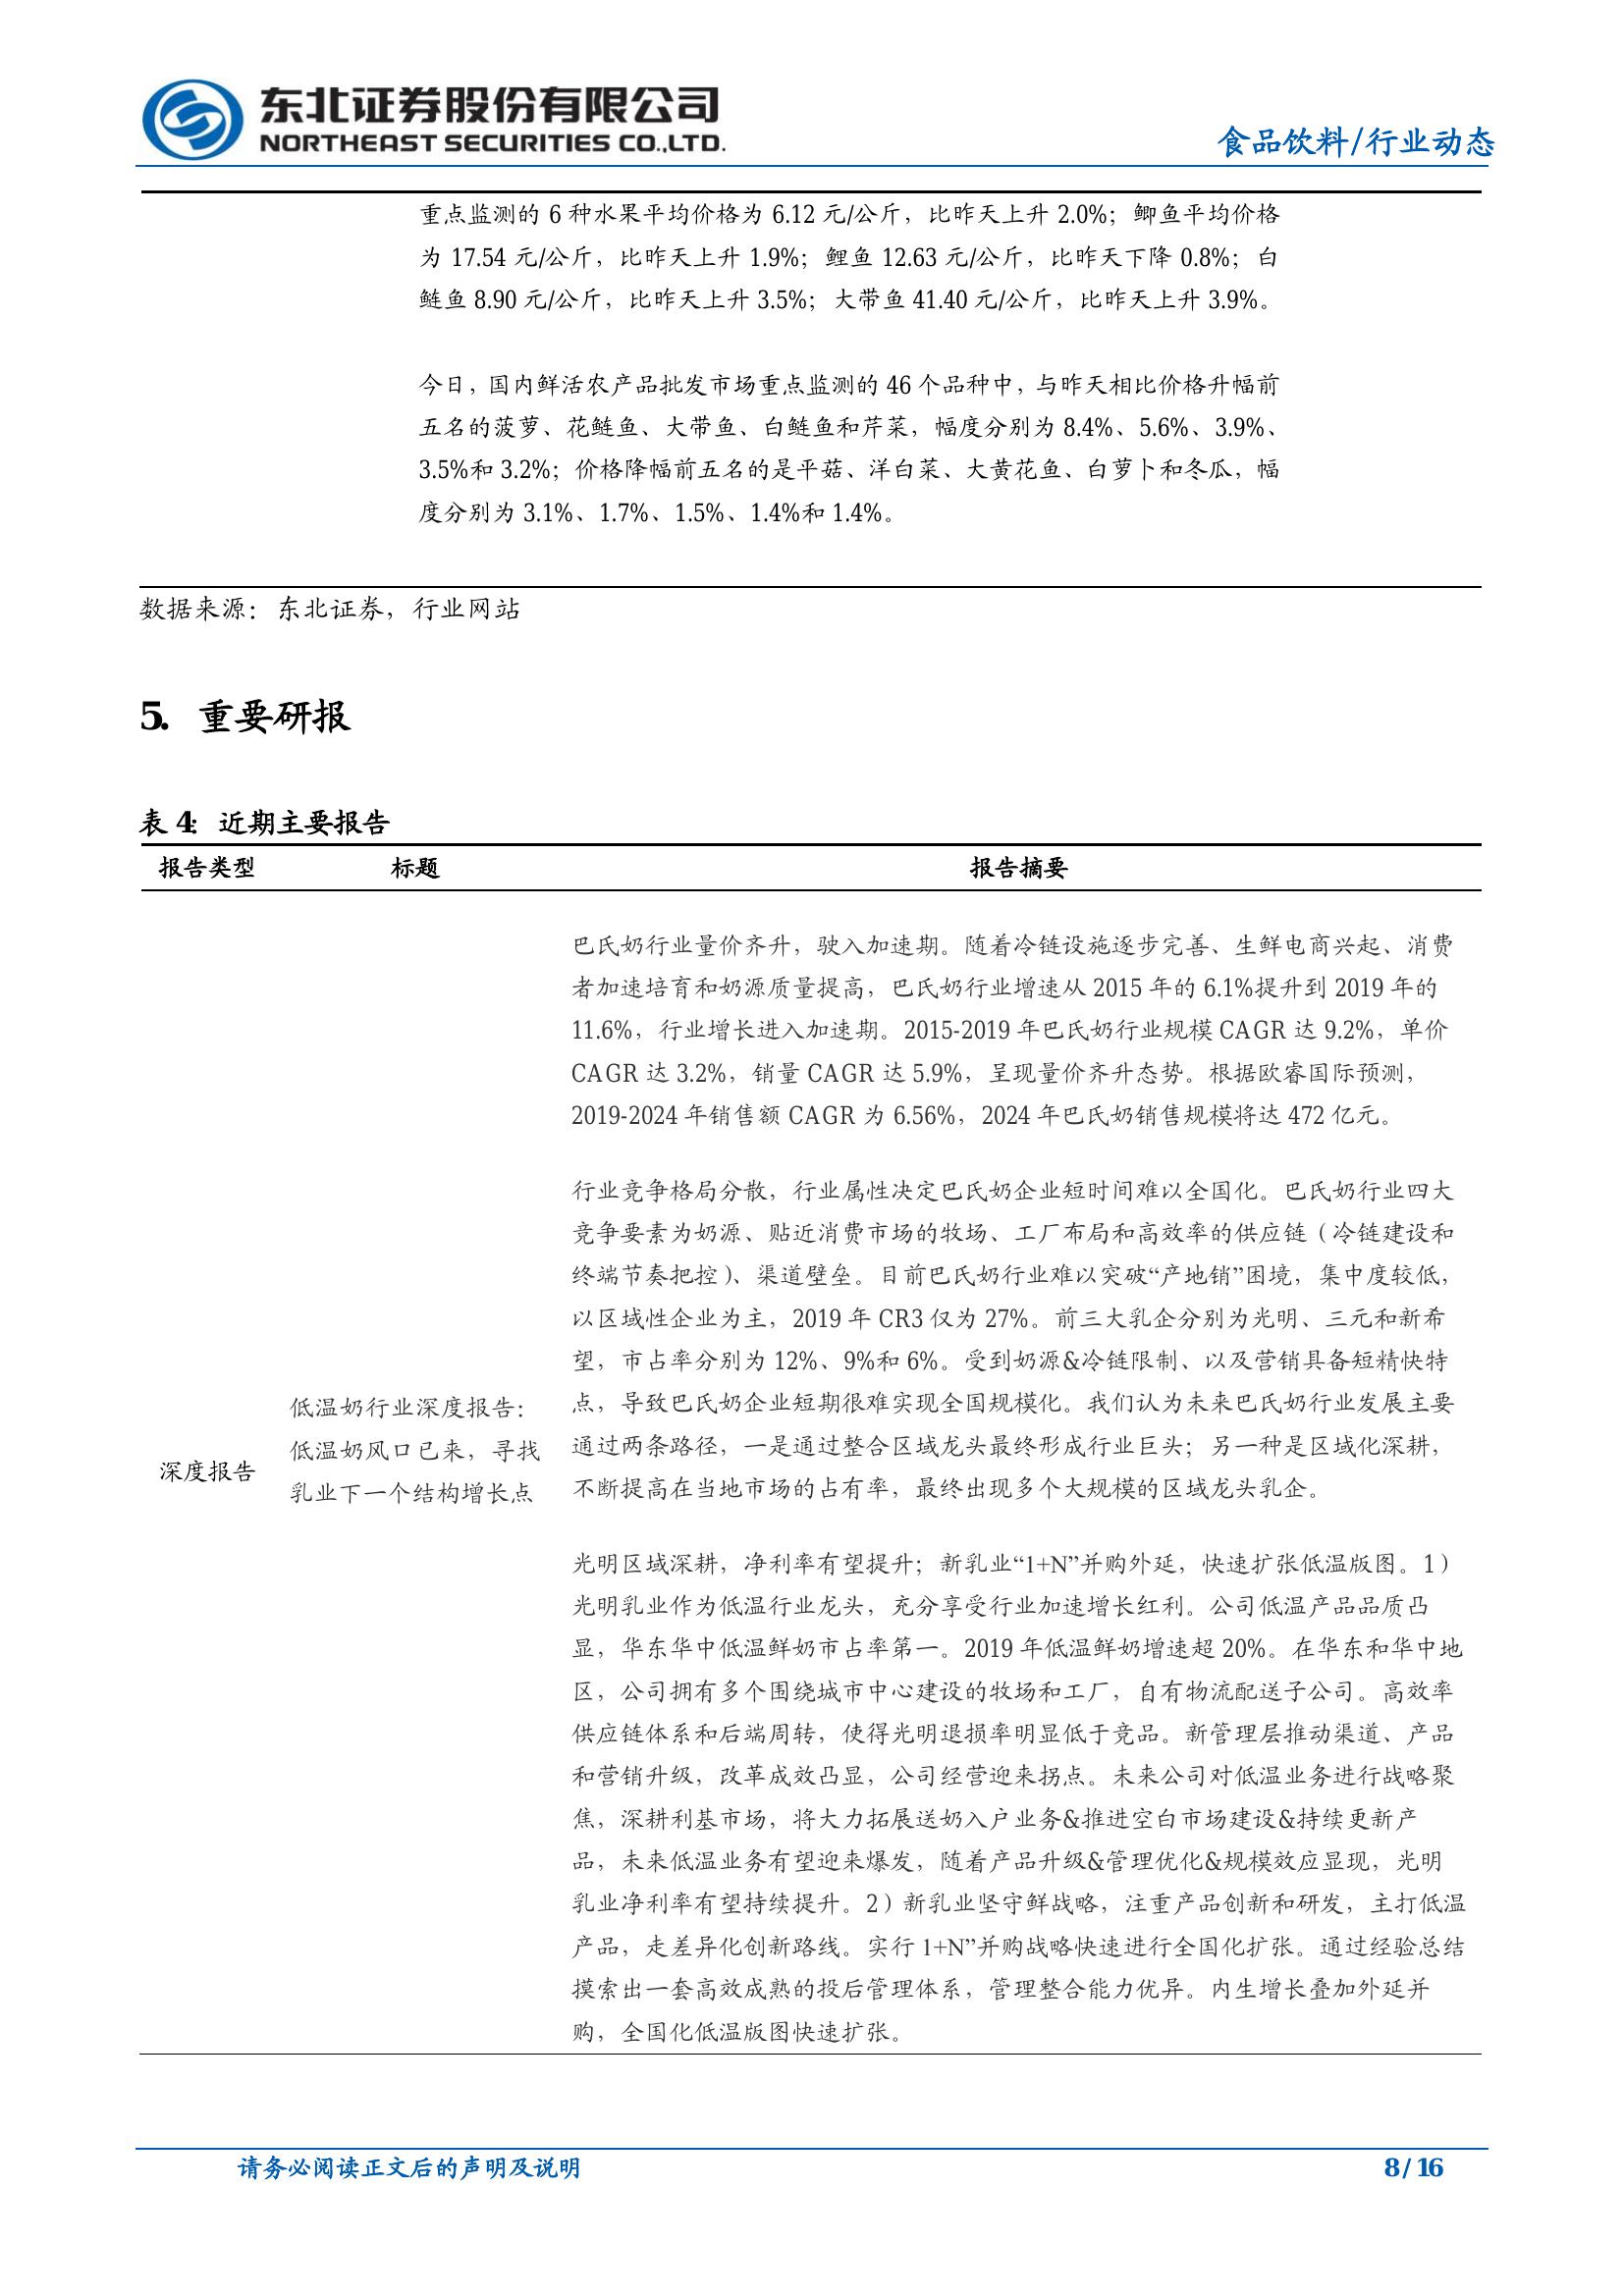 东北证券股份有限公司
NORTHEAST SECURITIES CO.,LTD.
食品饮料/行业动态
重点监测的 6 种水果平均价格为 6.12 元/公斤，比昨天上升 2.0%；鲫鱼平均价格
为 17.54 元/公斤，比昨天上升 1.9%；鲤鱼 12.63 元/公斤，比昨天下降 0.8%；白
鲢鱼 8.90 元/公斤，比昨天上升 3.5%；大带鱼 41.40 元/公斤，比昨天上升 3.9%。
今日，国内鲜活农产品批发市场重点监测的 46 个品种中，与昨天相比价格升幅前
五名的菠萝、花鲢鱼、大带鱼、白鲢鱼和芹菜，幅度分别为 8.4%、5.6%、3.9%、
3.5%和 3.2%；价格降幅前五名的是平菇、洋白菜、大黄花鱼、白萝卜和冬瓜，幅
度分别为 3.1%、1.7%、1.5%、1.4%和 1.4%。
数据来源：东北证券，行业网站
5. 重要研报
表 4：近期主要报告
报告类型 标题 报告摘要
深度报告
低温奶行业深度报告：
低温奶风口已来，寻找
乳业下一个结构增长点
巴氏奶行业量价齐升，驶入加速期。随着冷链设施逐步完善、生鲜电商兴起、消费
者加速培育和奶源质量提高，巴氏奶行业增速从 2015 年的 6.1%提升到 2019 年的
11.6%，行业增长进入加速期。2015-2019 年巴氏奶行业规模 CAGR 达 9.2%，单价
CAGR 达 3.2%，销量 CAGR 达 5.9%，呈现量价齐升态势。根据欧睿国际预测，
2019-2024 年销售额 CAGR 为 6.56%，2024 年巴氏奶销售规模将达 472 亿元。
行业竞争格局分散，行业属性决定巴氏奶企业短时间难以全国化。巴氏奶行业四大
竞争要素为奶源、贴近消费市场的牧场、工厂布局和高效率的供应链（冷链建设和
终端节奏把控）、渠道壁垒。目前巴氏奶行业难以突破“产地销”困境，集中度较低，
以区域性企业为主，2019 年 CR3 仅为 27%。前三大乳企分别为光明、三元和新希
望，市占率分别为 12%、9%和 6%。受到奶源&冷链限制、以及营销具备短精快特
点，导致巴氏奶企业短期很难实现全国规模化。我们认为未来巴氏奶行业发展主要
通过两条路径，一是通过整合区域龙头最终形成行业巨头；另一种是区域化深耕，
不断提高在当地市场的占有率，最终出现多个大规模的区域龙头乳企。
光明区域深耕，净利率有望提升；新乳业“1+N”并购外延，快速扩张低温版图。1）
光明乳业作为低温行业龙头，充分享受行业加速增长红利。公司低温产品品质凸
显，华东华中低温鲜奶市占率第一。2019 年低温鲜奶增速超 20%。在华东和华中地
区，公司拥有多个围绕城市中心建设的牧场和工厂，自有物流配送子公司。高效率
供应链体系和后端周转，使得光明退损率明显低于竞品。新管理层推动渠道、产品
和营销升级，改革成效凸显，公司经营迎来拐点。未来公司对低温业务进行战略聚
焦，深耕利基市场，将大力拓展送奶入户业务&推进空白市场建设&持续更新产
品，未来低温业务有望迎来爆发，随着产品升级&管理优化&规模效应显现，光明
乳业净利率有望持续提升。2）新乳业坚守鲜战略，注重产品创新和研发，主打低温
产品，走差异化创新路线。实行 1+N”并购战略快速进行全国化扩张。通过经验总结
摸索出一套高效成熟的投后管理体系，管理整合能力优异。内生增长叠加外延并
购，全国化低温版图快速扩张。
请务必阅读正文后的声明及说明
8 / 16